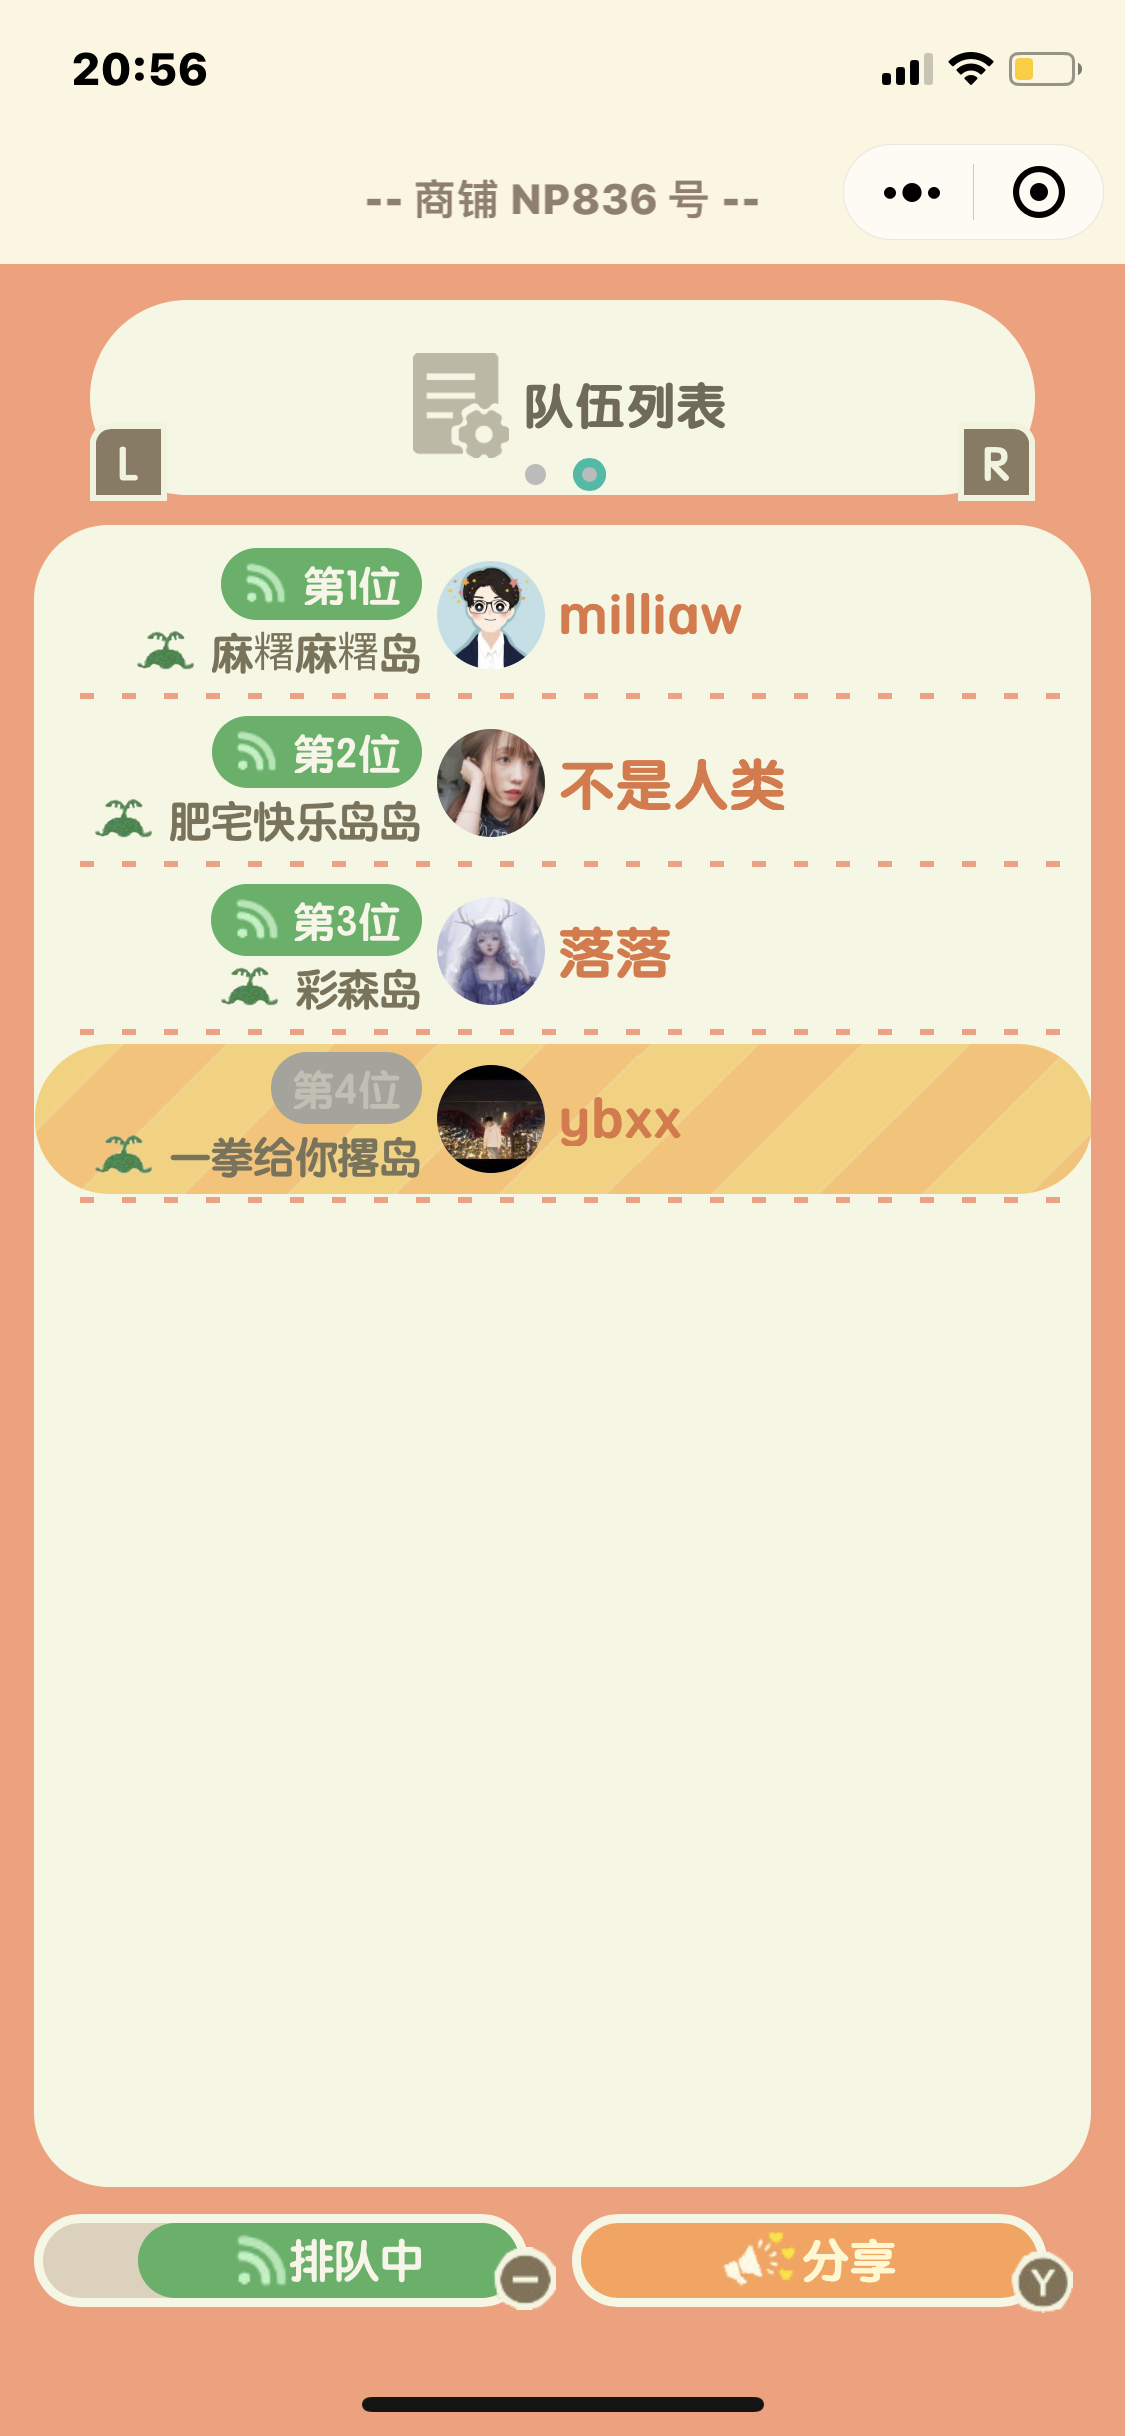 20:56
-- 商铺 NP836 号 --
队伍列表
L
R
第1位
麻糬麻糬岛
milliaw
第2位
肥宅快乐岛岛
不是人类
第3位
彩森岛
落落
第4位
一拳给你撂岛
ybxx
排队中
分享
Y